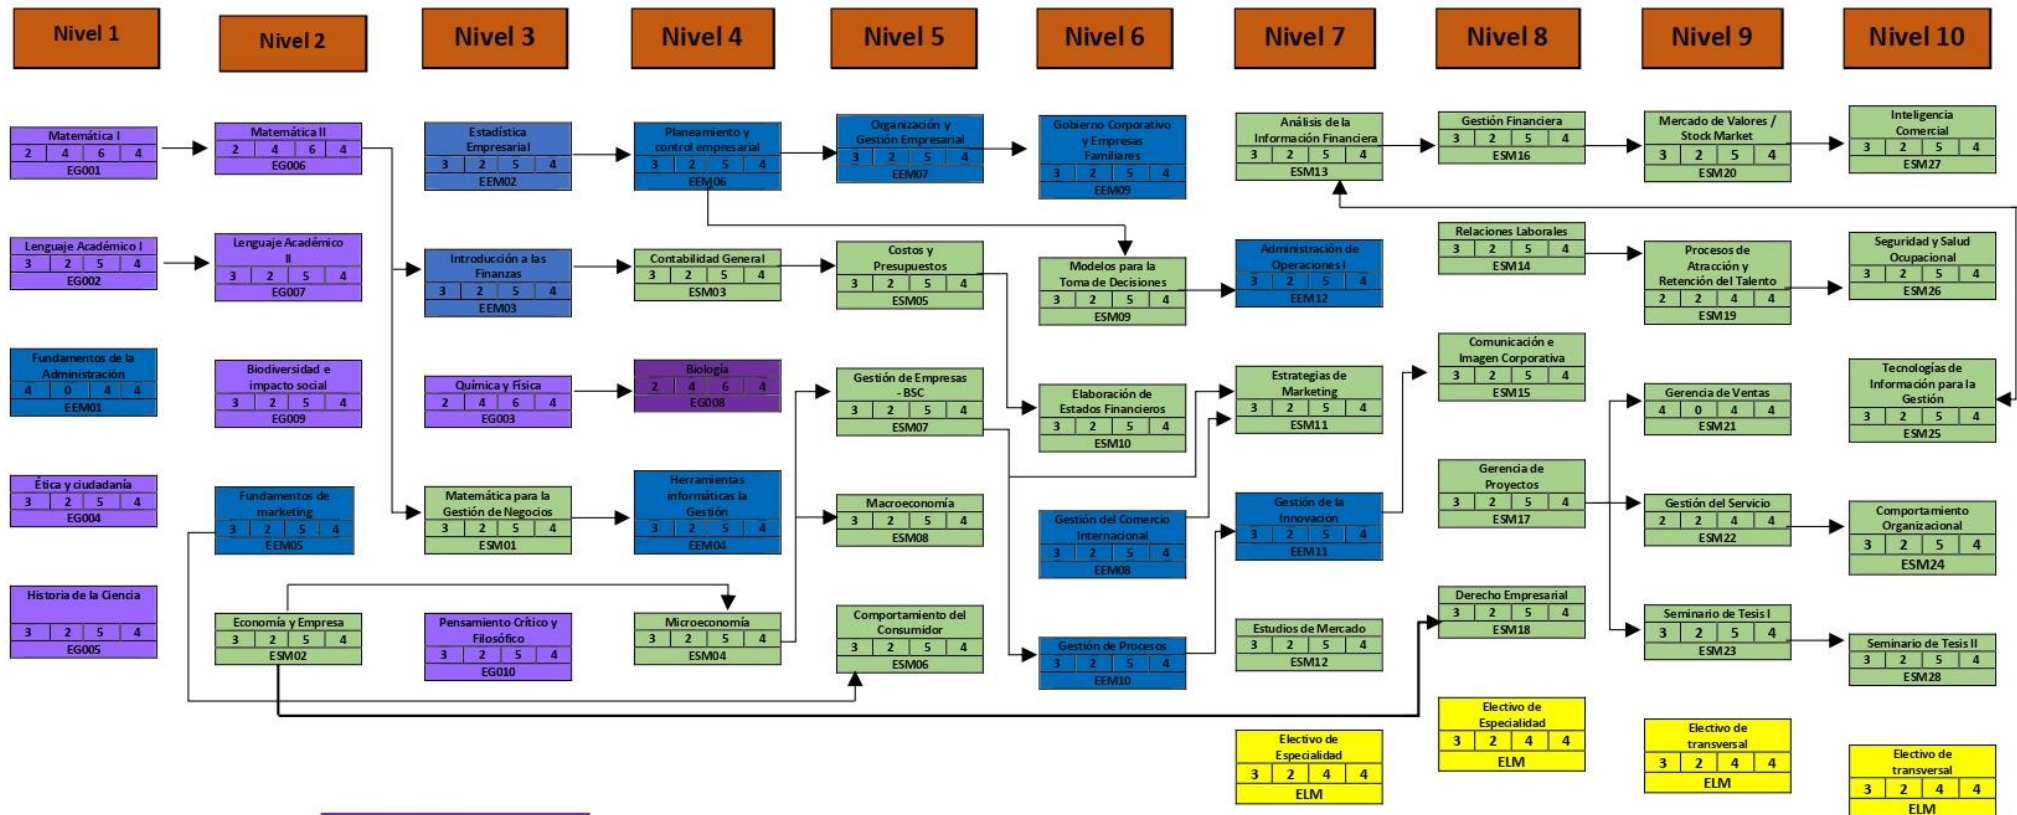 Nivel 1
Nivel 2
Nivel 3
Nivel 4
Nivel 5
Nivel 6
Nivel 7
Nivel 8
Nivel 9
Nivel 10
Matemática I
2 4 6 4
EG001
Lenguaje Académico I
3 2 5 4
EG002
Fundamentos de la
Administración
4 0 4 4
EEM01
Ética y ciudadanía
3 2 5 4
EG004
Historia de la Ciencia
3 2 5 4
EG005
Matemática II
2 4 6 4
EG006
Lenguaje Académico
II
3 2 5 4
EG007
Biodiversidad e
impacto social
3 2 5 4
EG009
Fundamentos de
marketing
3 2 5 4
EEM05
Economía y Empresa
3 2 5 4
ESM02
Estadística
Empresarial
3 2 5 4
EEM02
Introducción a las
Finanzas
3 2 5 4
EEM03
Química y Física
2 4 6 4
EG003
Matemática para la
Gestión de Negocios
3 2 5 4
ESM01
Pensamiento Crítico y
Filosófico
3 2 5 4
EG010
Planeamiento y
control empresarial
3 2 5 4
EEM06
Contabilidad General
3 2 5 4
ESM03
Biología
2 4 6 4
EG008
Herramientas
informáticas la
Gestión
3 2 5 4
EEM04
Microeconomía
3 2 5 4
ESM04
Organización y
Gestión Empresarial
3 2 5 4
EEM07
Costos y
Presupuestos
3 2 5 4
ESM05
Gestión de Empresas
- BSC
3 2 5 4
ESM07
Macroeconomía
3 2 5 4
ESM08
Comportamiento del
Consumidor
3 2 5 4
ESM06
Gobierno Corporativo
y Empresas
Familiares
3 2 5 4
EEM09
Modelos para la
Toma de Decisiones
3 2 5 4
ESM09
Elaboración de
Estados Financieros
3 2 5 4
ESM10
Gestión del Comercio
Internacional
3 2 5 4
EEM08
Gestión de Procesos
3 2 5 4
EEM10
Análisis de la
Información Financiera
3 2 5 4
ESM13
Administración de
Operaciones I
3 2 5 4
EEM12
Estrategias de
Marketing
3 2 5 4
ESM11
Gestión de la
Innovación
3 2 5 4
EEM11
Estudios de Mercado
3 2 5 4
ESM12
Electivo de
Especialidad
3 2 4 4
ELM
Gestión Financiera
3 2 5 4
ESM16
Relaciones Laborales
3 2 5 4
ESM14
Comunicación e
Imagen Corporativa
3 2 5 4
ESM15
Gerencia de
Proyectos
3 2 5 4
ESM17
Derecho Empresarial
3 2 5 4
ESM18
Electivo de
Especialidad
3 2 4 4
ELM
Mercado de Valores /
Stock Market
3 2 5 4
ESM20
Procesos de
Atracción y
Retención del Talento
2 2 4 4
ESM19
Gerencia de Ventas
4 0 4 4
ESM21
Gestión del Servicio
2 2 4 4
ESM22
Seminario de Tesis I
3 2 5 4
ESM23
Electivo de
transversal
3 2 4 4
ELM
Inteligencia
Comercial
3 2 5 4
ESM27
Seguridad y Salud
Ocupacional
3 2 5 4
ESM26
Tecnologías de
Información para la
Gestión
3 2 5 4
ESM25
Comportamiento
Organizacional
3 2 5 4
ESM24
Seminario de Tesis II
3 2 5 4
ESM28
Electivo de
transversal
3 2 4 4
ELM